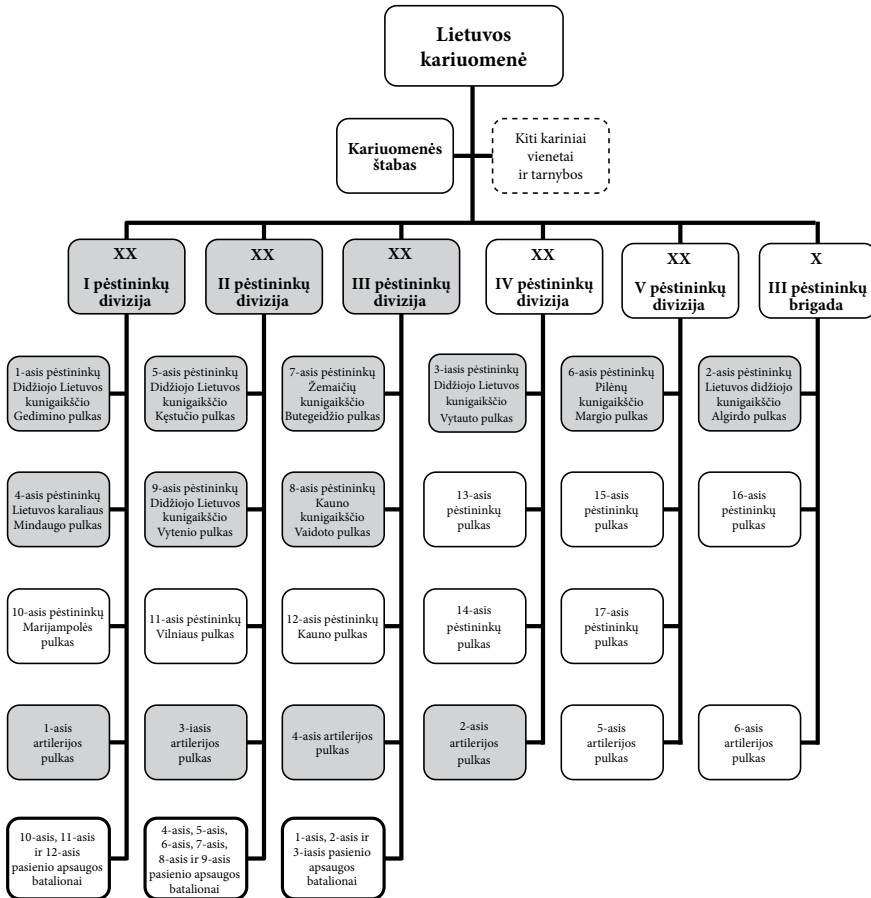 Lietuvos
kariuomenė
Kariuomenės
štabas
Kiti kariniai
vienetai
ir tarnybos
XX
I pėstininkų
divizija
XX
II pėstininkų
divizija
XX
III pėstininkų
divizija
XX
IV pėstininkų
divizija
XX
V pėstininkų
divizija
X
III pėstininkų
brigada
1-asis pėstininkų
Didžiojo Lietuvos
kunigaikščio
Gedimino pulkas
5-asis pėstininkų
Didžiojo Lietuvos
kunigaikščio
Kęstučio pulkas
7-asis pėstininkų
Žemaičių
kunigaikščio
Butegeidžio pulkas
3-iasis pėstininkų
Didžiojo Lietuvos
kunigaikščio
Vytauto pulkas
6-asis pėstininkų
Pilėnų
kunigaikščio
Margio pulkas
2-asis pėstininkų
Lietuvos didžiojo
kunigaikščio
Algirdo pulkas
4-asis pėstininkų
Lietuvos karaliaus
Mindaugo pulkas
9-asis pėstininkų
Didžiojo Lietuvos
kunigaikščio
Vytenio pulkas
8-asis pėstininkų
Kauno
kunigaikščio
Vaidoto pulkas
13-asis
pėstininkų
pulkas
15-asis
pėstininkų
pulkas
16-asis
pėstininkų
pulkas
10-asis pėstininkų
Marijampolės
pulkas
11-asis pėstininkų
Vilniaus pulkas
12-asis pėstininkų
Kauno pulkas
14-asis
pėstininkų
pulkas
17-asis
pėstininkų
pulkas
1-asis
artilerijos
pulkas
3-iasis
artilerijos
pulkas
4-asis artilerijos
pulkas
2-asis
artilerijos
pulkas
5-asis
artilerijos
pulkas
6-asis artilerijos
pulkas
10-asis, 11-asis
ir 12-asis
pasienio apsaugos
batalionai
4-asis, 5-asis,
6-asis, 7-asis,
8-asis ir 9-asis
pasienio apsaugos
batalionai
1-asis, 2-asis ir
3-iasis pasienio
apsaugos
batalionai